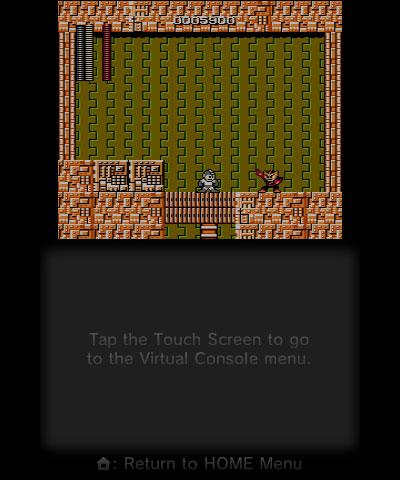 0005900
Tap the Touch Screen to go
to the Virtual Console menu.
: Return to HOME Menu